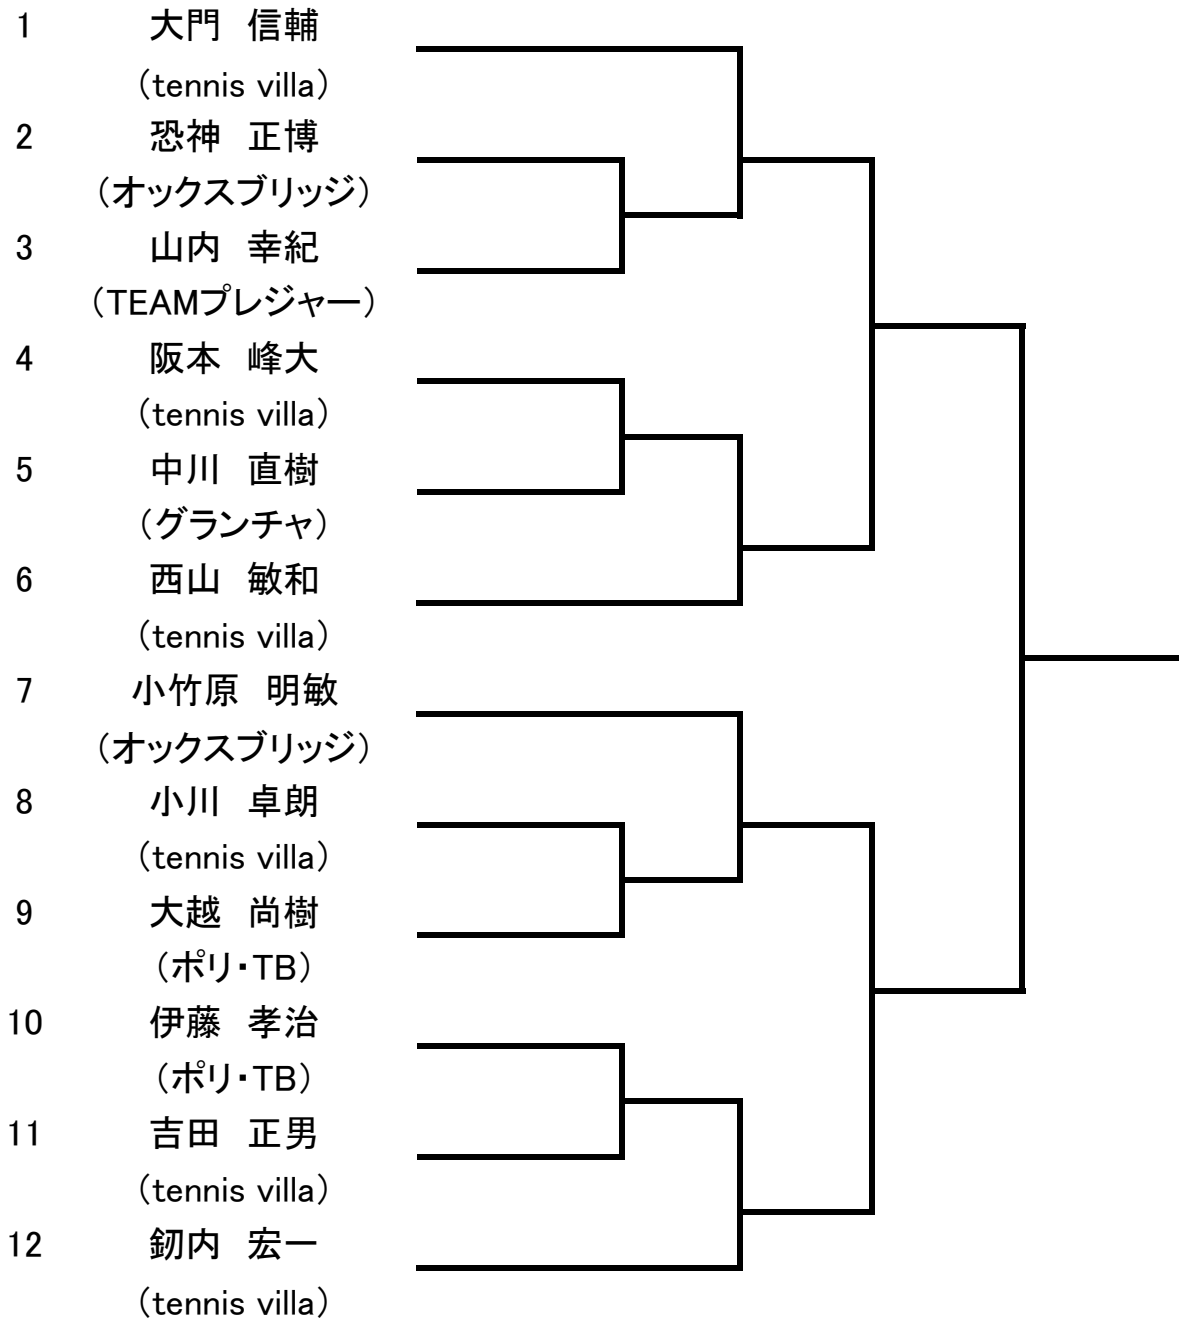 1 大門　信輔
（tennis villa）
2 恐神　正博
（オックスブリッジ）
3 山内　幸紀
（TEAMプレジャー）
4 阪本　峰大
（tennis villa）
5 中川　直樹
（グランチャ）
6 西山　敏和
（tennis villa）
7 小竹原　明敏
（オックスブリッジ）
8 小川　卓朗
（tennis villa）
9 大越　尚樹
（ポリ・TB）
10 伊藤　孝治
（ポリ・TB）
11 吉田　正男
（tennis villa）
12 釼内　宏一
（tennis villa）